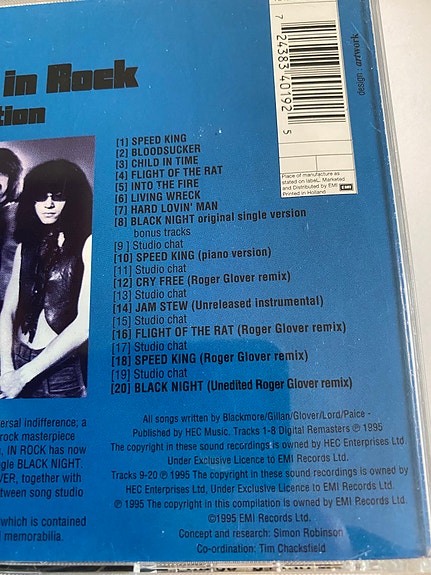 in Rock
tion
7 24383 40192 5
design : artwork
Place of manufacture as
stated on label. Marketed
and Distributed by EMI
Printed in Holland
EMI
[1] SPEED KING
[2] BLOODSUCKER
[3] CHILD IN TIME
[4] FLIGHT OF THE RAT
[5] INTO THE FIRE
[6] LIVING WRECK
[7] HARD LOVIN' MAN
[8] BLACK NIGHT original single version
bonus tracks
[9] Studio chat
[10] SPEED KING (piano version)
[11] Studio chat
[12] CRY FREE (Roger Glover remix)
[13] Studio chat
[14] JAM STEW (Unreleased instrumental)
[15] Studio chat
[16] FLIGHT OF THE RAT (Roger Glover remix)
[17] Studio chat
[18] SPEED KING (Roger Glover remix)
[19] Studio chat
[20] BLACK NIGHT (Unedited Roger Glover remix)
ersal indifference; a
rock masterpiece
, IN ROCK has now
gle BLACK NIGHT.
VER, together with
tween song studio
which is contained
l memorabilia.
All songs written by Blackmore/Gillan/Glover/Lord/Paice -
Published by HEC Music. Tracks 1-8 Digital Remasters ℗ 1995
The copyright in these sound recordings is owned by HEC Enterprises Ltd.
Under Exclusive Licence to EMI Records Ltd.
Tracks 9-20 ℗ 1995 The copyright in these sound recordings is owned by
HEC Enterprises Ltd, Under Exclusive Licence to EMI Records Ltd.
℗ 1995 The copyright in this compilation is owned by EMI Records Ltd.
©1995 EMI Records Ltd.
Concept and research: Simon Robinson
Co-ordination: Tim Chacksfield